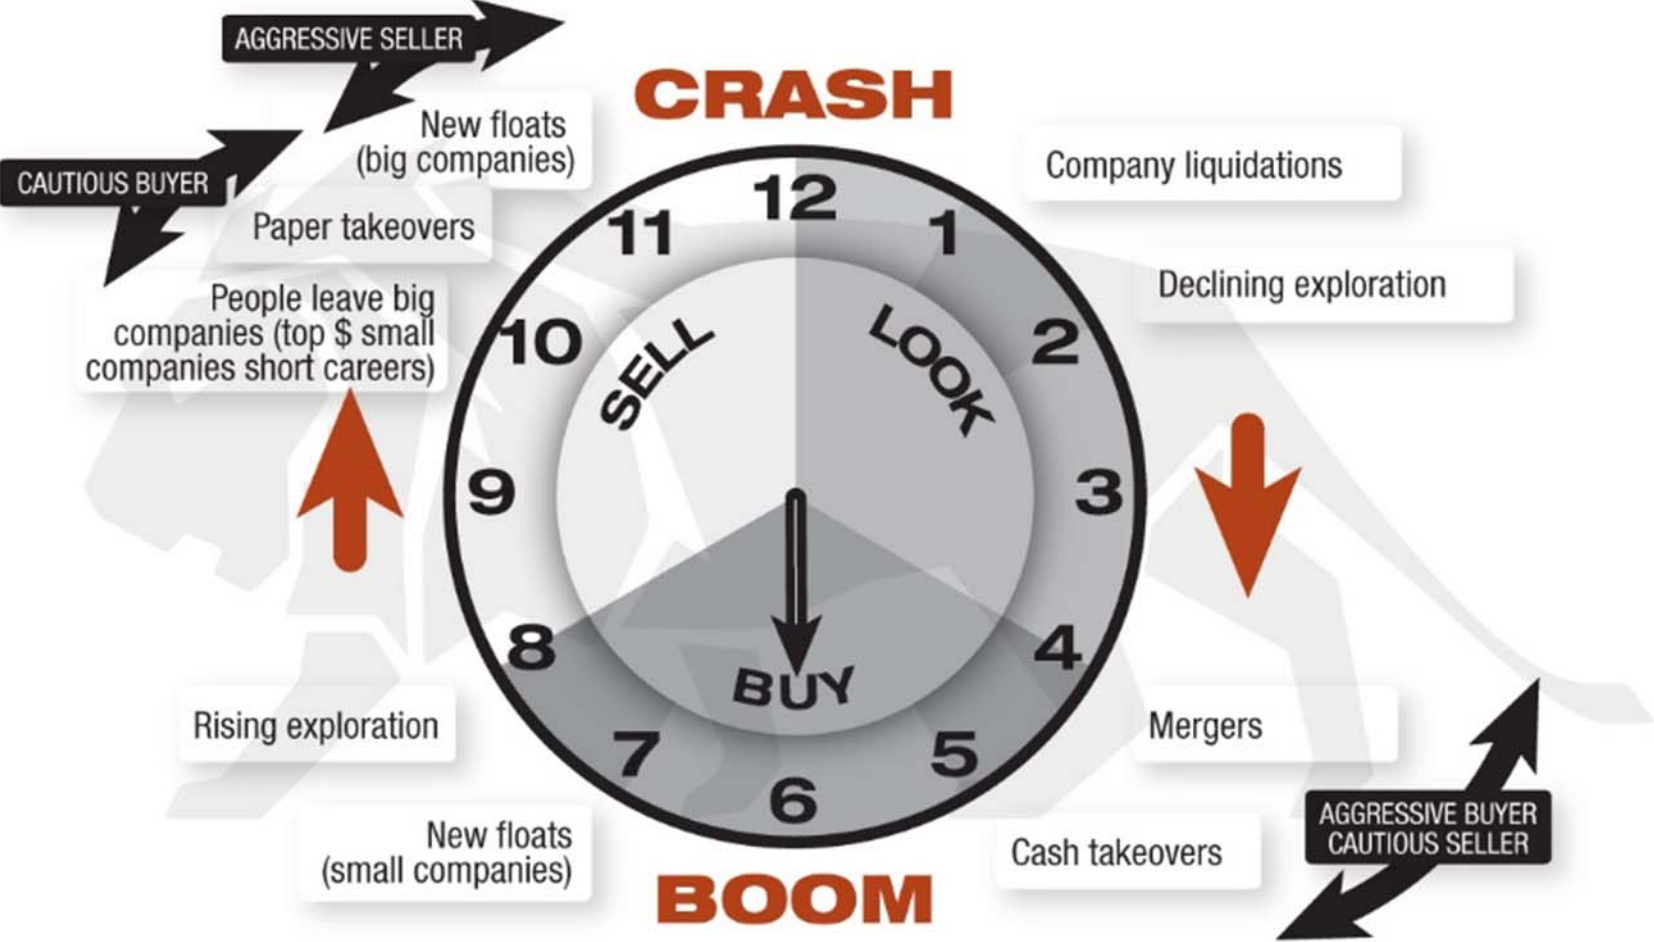 AGGRESSIVE SELLER
CRASH
New floats
(big companies)
CAUTIOUS BUYER
Paper takeovers
People leave big
companies (top $ small
companies short careers)
Company liquidations
Declining exploration
12
1
2
3
4
5
6
7
8
9
10
11
SELL
LOOK
BUY
Rising exploration
New floats
(small companies)
Mergers
Cash takeovers
AGGRESSIVE BUYER
CAUTIOUS SELLER
BOOM